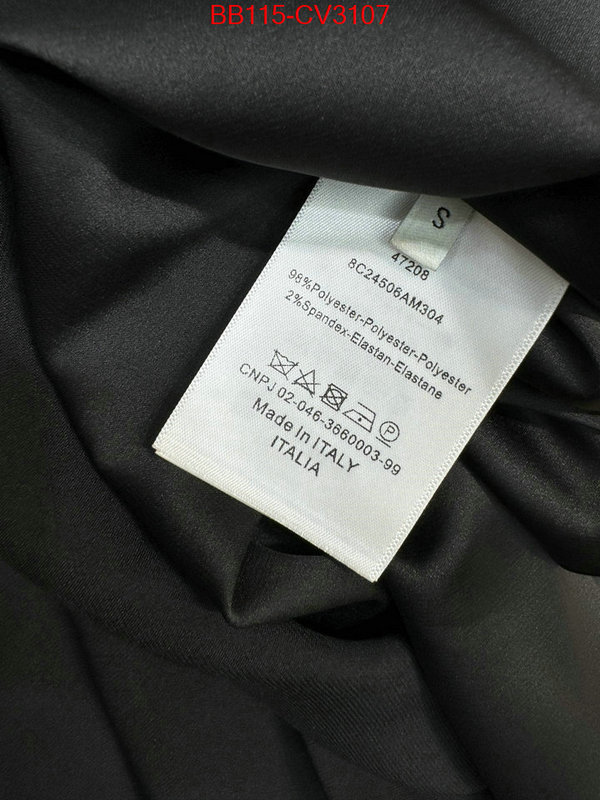 BB115-CV3107
S
47208
8C24506AM304
98%Polyester-Polyester-Polyester
2%Spandex-Elastan-Elastane
CNPJ 02-046-3660003-99
Made in ITALY
ITALIA